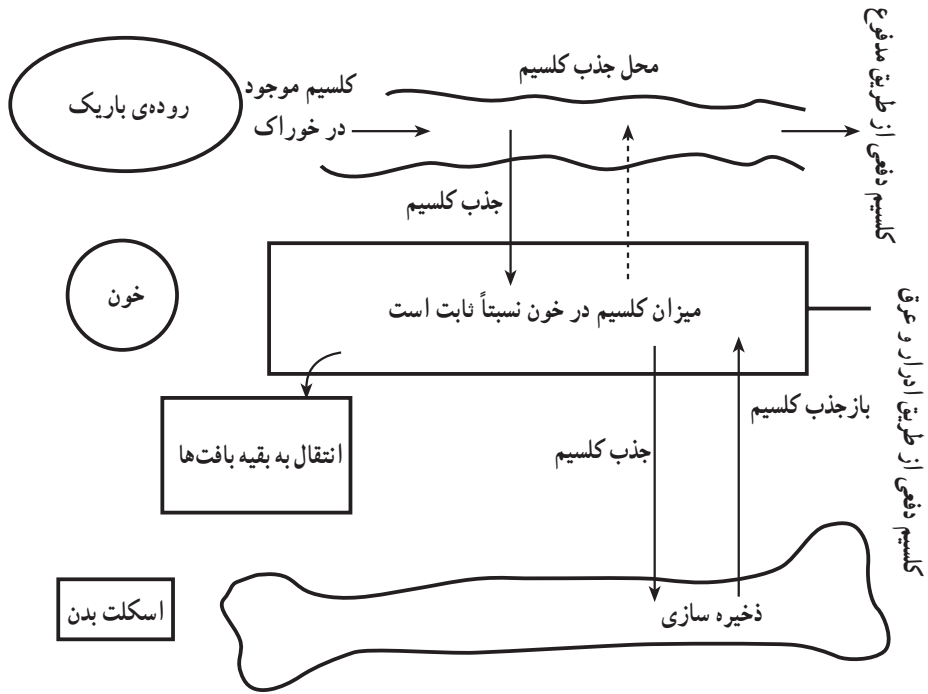 محل جذب کلسیم
کلسیم موجود
در خوراک
روده‌ی باریک
کلسیم دفعی از طریق مدفوع
جذب کلسیم
خون
میزان کلسیم در خون نسبتاً ثابت است
کلسیم دفعی از طریق ادرار و عرق
بازجذب کلسیم
جذب کلسیم
انتقال به بقیه بافت‌ها
ذخیره سازی
اسکلت بدن